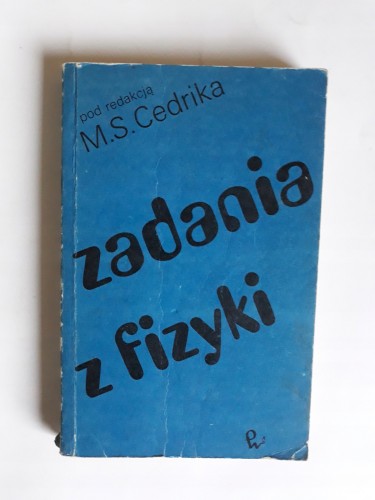 pod redakcją
M.S. Cedrika
zadania
z fizyki